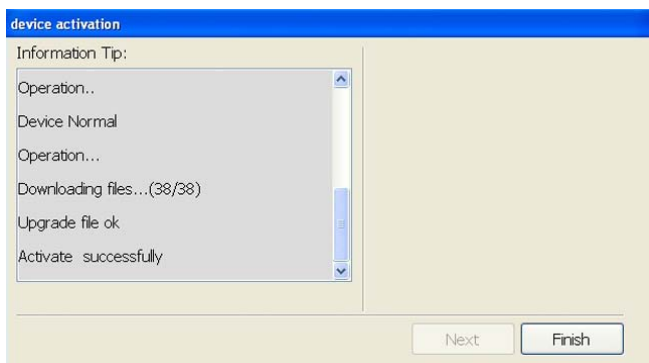 device activation
Information Tip:
Operation..
Device Normal
Operation...
Downloading files...(38/38)
Upgrade file ok
Activate successfully
Next
Finish